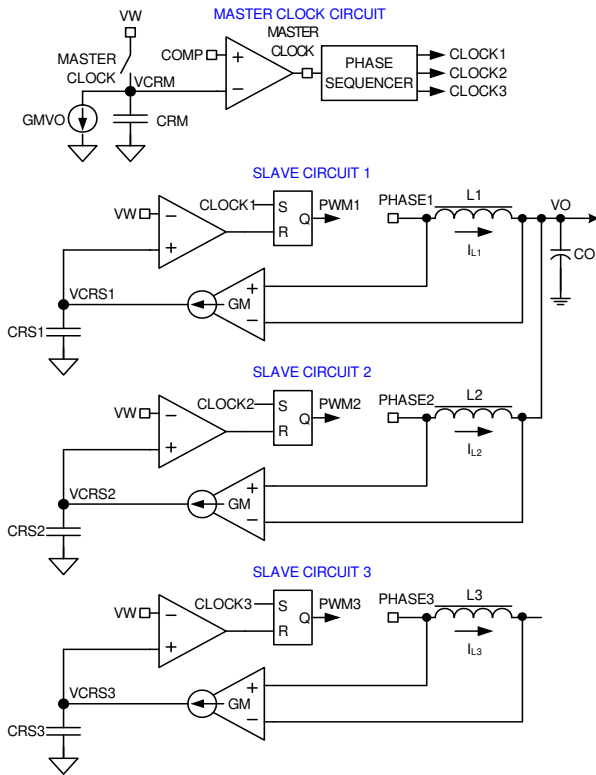 MASTER CLOCK CIRCUIT
VW
MASTER
CLOCK
COMP
+
−
MASTER
CLOCK
PHASE
SEQUENCER
CLOCK1
CLOCK2
CLOCK3
VCRM
GMVO
CRM
SLAVE CIRCUIT 1
VW
−
+
CLOCK1
S
R
Q
PWM1
PHASE1
L1
IL1
VO
CO
VCRS1
GM
+
−
CRS1
SLAVE CIRCUIT 2
VW
−
+
CLOCK2
S
R
Q
PWM2
PHASE2
L2
IL2
VCRS2
GM
+
−
CRS2
SLAVE CIRCUIT 3
VW
−
+
CLOCK3
S
R
Q
PWM3
PHASE3
L3
IL3
VCRS3
GM
+
−
CRS3